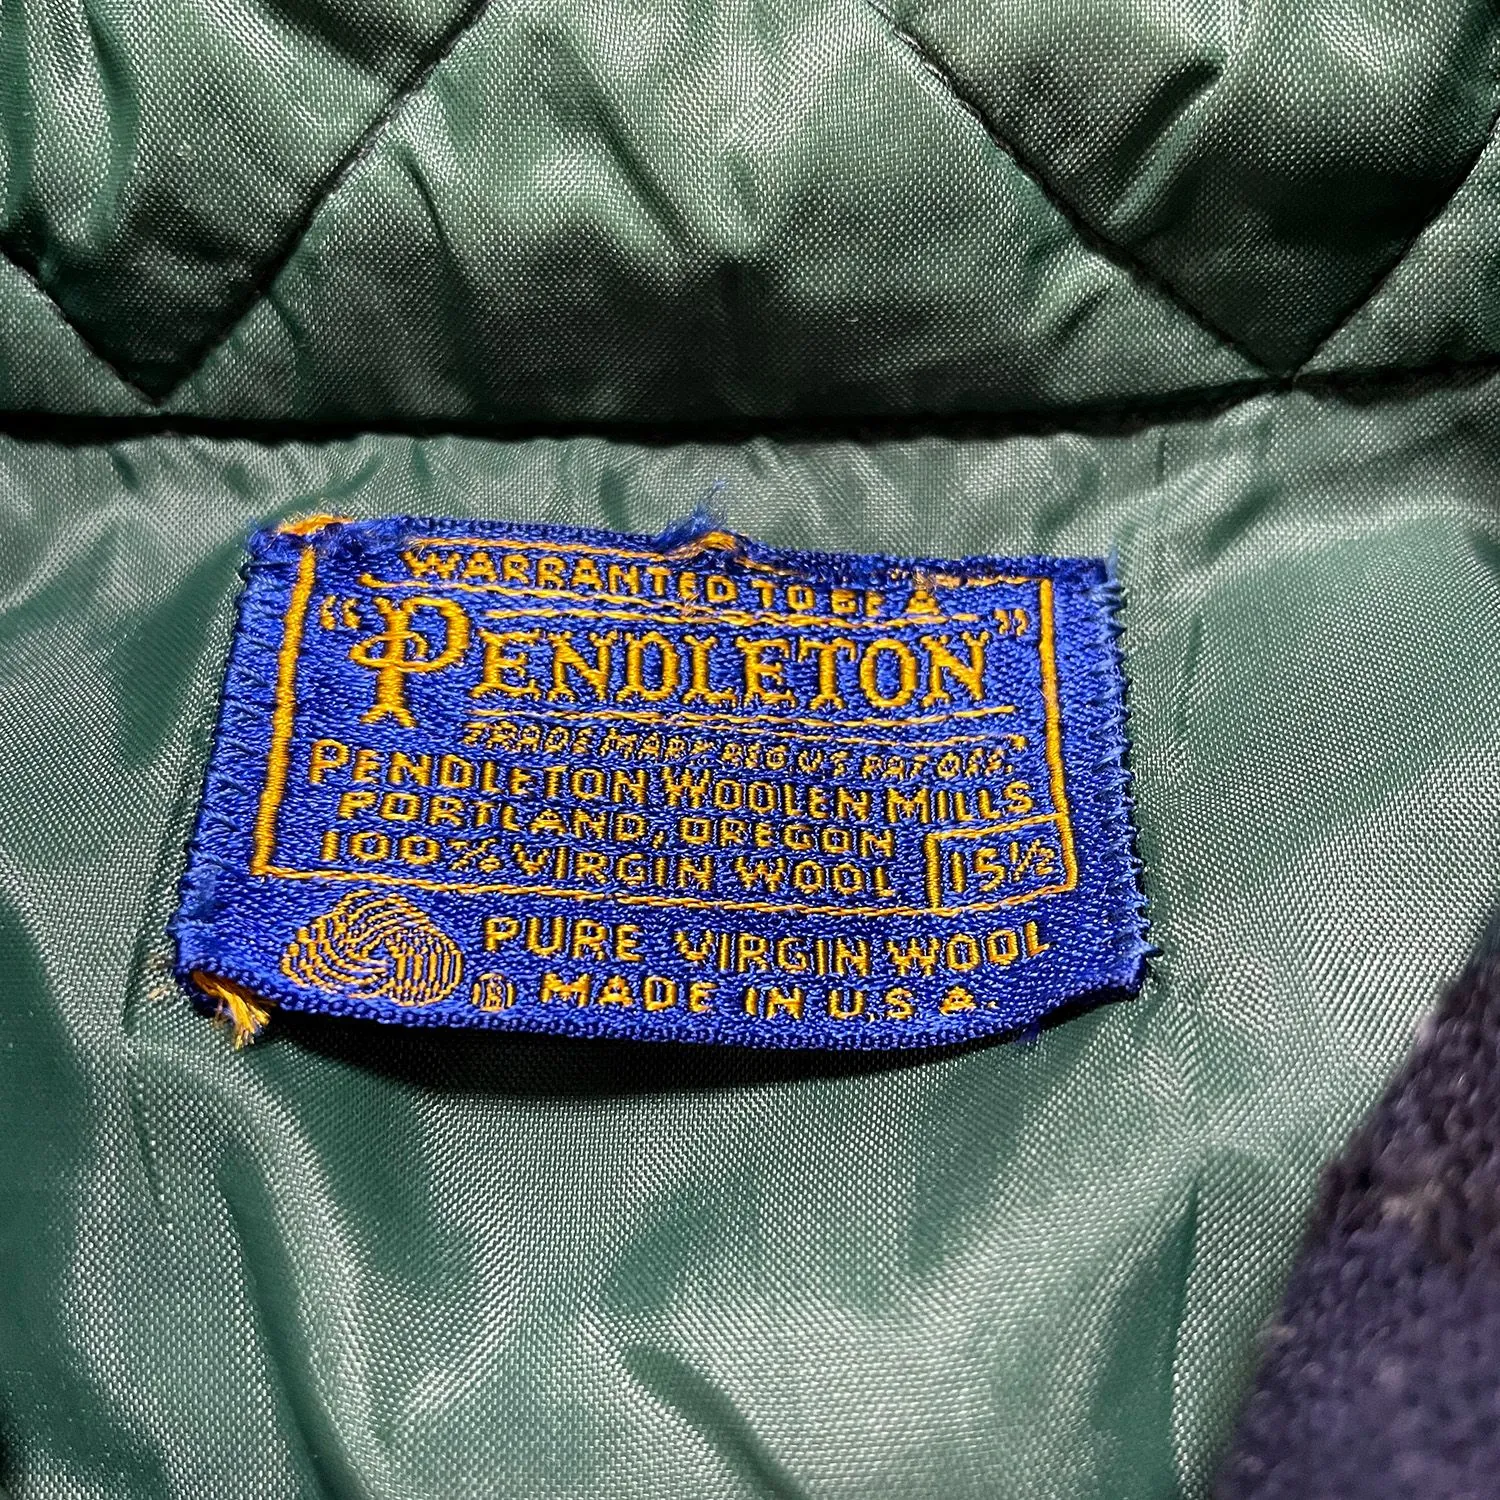 WARRANTED TO BE A
"PENDLETON"
TRADE MARK REG. U.S. PAT. OFF.
PENDLETON WOOLEN MILLS
PORTLAND, OREGON
100% VIRGIN WOOL
15½
PURE VIRGIN WOOL
® MADE IN U.S.A.